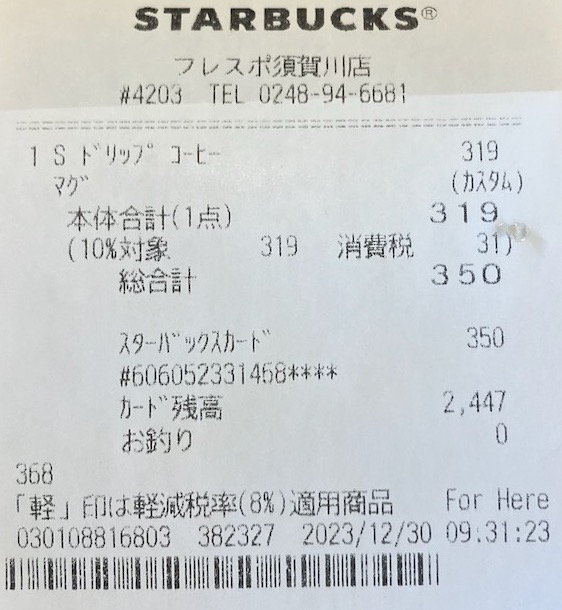 STARBUCKS®
フレスポ須賀川店
#4203 TEL 0248-94-6681
1 S ﾄﾞﾘｯﾌﾟ ｺｰﾋｰ 319
ﾏｸﾞ (ｶｽﾀﾑ)
本体合計(1点) 319
(10%対象 319 消費税 31)
総合計 350
ｽﾀｰﾊﾞｯｸｽｶｰﾄﾞ 350
#606052331468****
ｶｰﾄﾞ残高 2,447
お釣り 0
368
「軽」印は軽減税率(8%)適用商品 For Here
030108816803 382327 2023/12/30 09:31:23